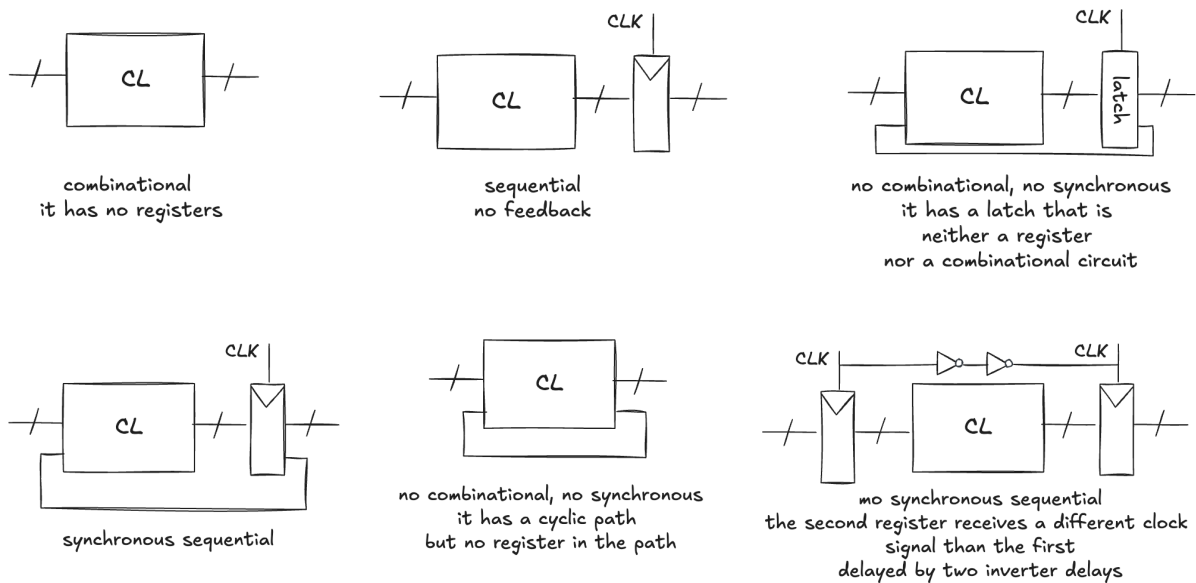 CL
combinational
it has no registers
CLK
CL
sequential
no feedback
CLK
CL
latch
no combinational, no synchronous
it has a latch that is
neither a register
nor a combinational circuit
CLK
CL
synchronous sequential
CL
no combinational, no synchronous
it has a cyclic path
but no register in the path
CLK
CLK
CL
mo synchronous sequential
the second register receives a different clock
signal than the first
delayed by two inverter delays